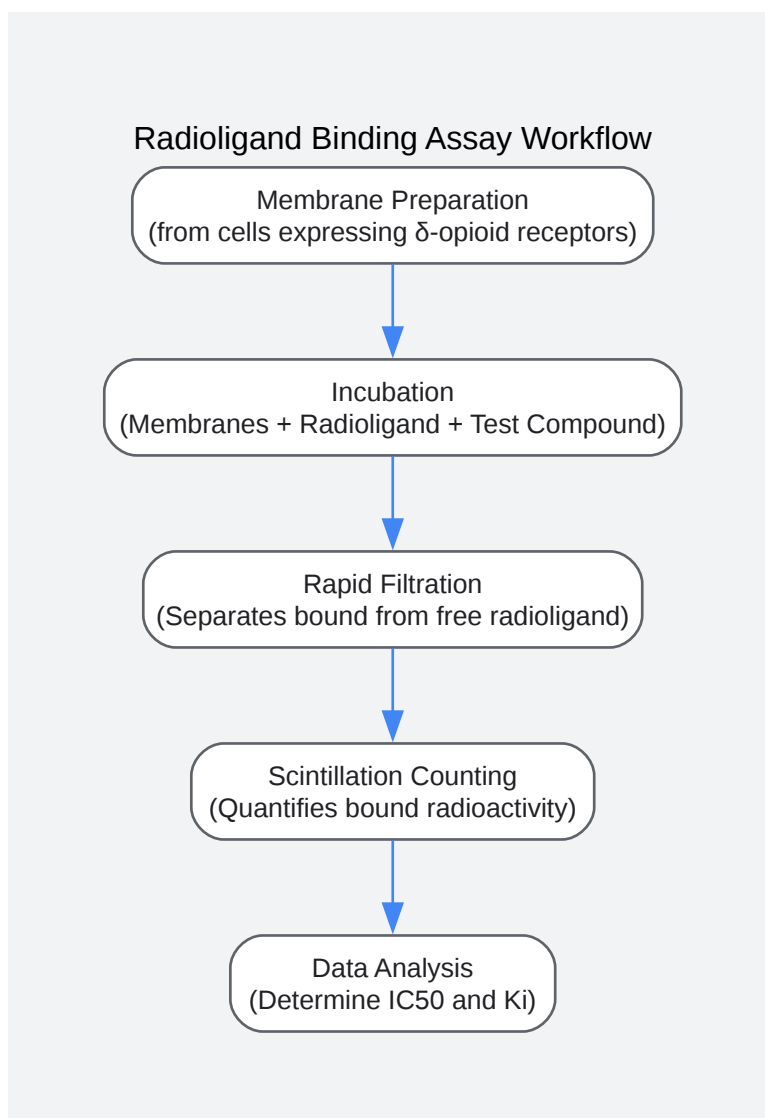 Radioligand Binding Assay Workflow
Membrane Preparation
(from cells expressing δ-opioid receptors)
Incubation
(Membranes + Radioligand + Test Compound)
Rapid Filtration
(Separates bound from free radioligand)
Scintillation Counting
(Quantifies bound radioactivity)
Data Analysis
(Determine IC50 and Ki)